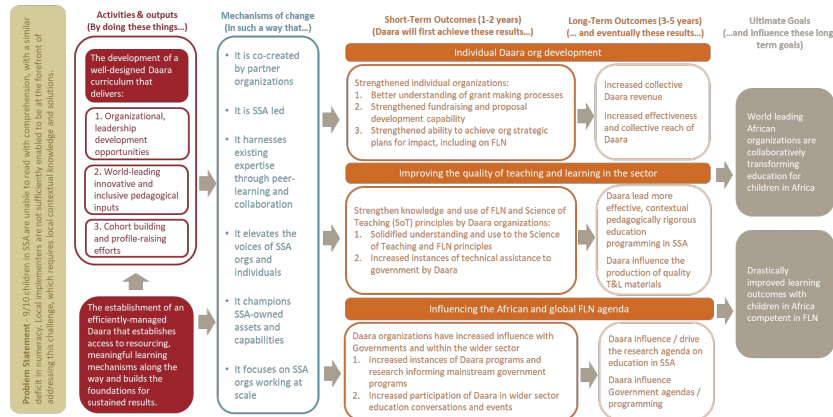 Problem Statement - 9/10 children in SSA are unable to read with comprehension, with a similar
deficit in numeracy. Local implementers are not sufficiently enabled to be at the forefront of
addressing this challenge, which requires local contextual knowledge and solutions.
Activities & outputs
(By doing these things...)
The development of a
well-designed Daara
curriculum that
delivers:
1. Organizational,
leadership
development
opportunities
2. World-leading
innovative and
inclusive pedagogical
inputs
3. Cohort building
and profile-raising
efforts
The establishment of an
efficiently-managed
Daara that establishes
access to resourcing,
meaningful learning
mechanisms along the
way and builds the
foundations for
sustained results.
Mechanisms of change
(In such a way that...)
• It is co-created
by partner
organizations
• It is SSA led
• It harnesses
existing
expertise
through peer-
learning and
collaboration
• It elevates the
voices of SSA
orgs and
individuals
• It champions
SSA-owned
assets and
capabilities
• It focuses on SSA
orgs working at
scale
Short-Term Outcomes (1-2 years)
(Daara will first achieve these results...)
Long-Term Outcomes (3-5 years)
(... and eventually these results...)
Individual Daara org development
Strengthened individual organizations:
1. Better understanding of grant making processes
2. Strengthened fundraising and proposal
development capability
3. Strengthened ability to achieve org strategic
plans for impact, including on FLN
Increased collective
Daara revenue
Increased effectiveness
and collective reach of
Daara
Improving the quality of teaching and learning in the sector
Strengthen knowledge and use of FLN and Science of
Teaching (SoT) principles by Daara organizations:
1. Solidified understanding and use to the Science
of Teaching and FLN principles
2. Increased instances of technical assistance to
government by Daara
Daara lead more
effective, contextual
pedagogically rigorous
education
programming in SSA
Daara influence the
production of quality
T&L materials
Influencing the African and global FLN agenda
Daara organizations have increased influence with
Governments and within the wider sector
1. Increased instances of Daara programs and
research informing mainstream government
programs
2. Increased participation of Daara in wider sector
education conversations and events
Daara influence / drive
the research agenda on
education in SSA
Daara influence
Government agendas /
programming
Ultimate Goals
(...and influence these long
term goals)
World leading
African
organizations are
collaboratively
transforming
education for
children in Africa
Drastically
improved learning
outcomes with
children in Africa
competent in FLN